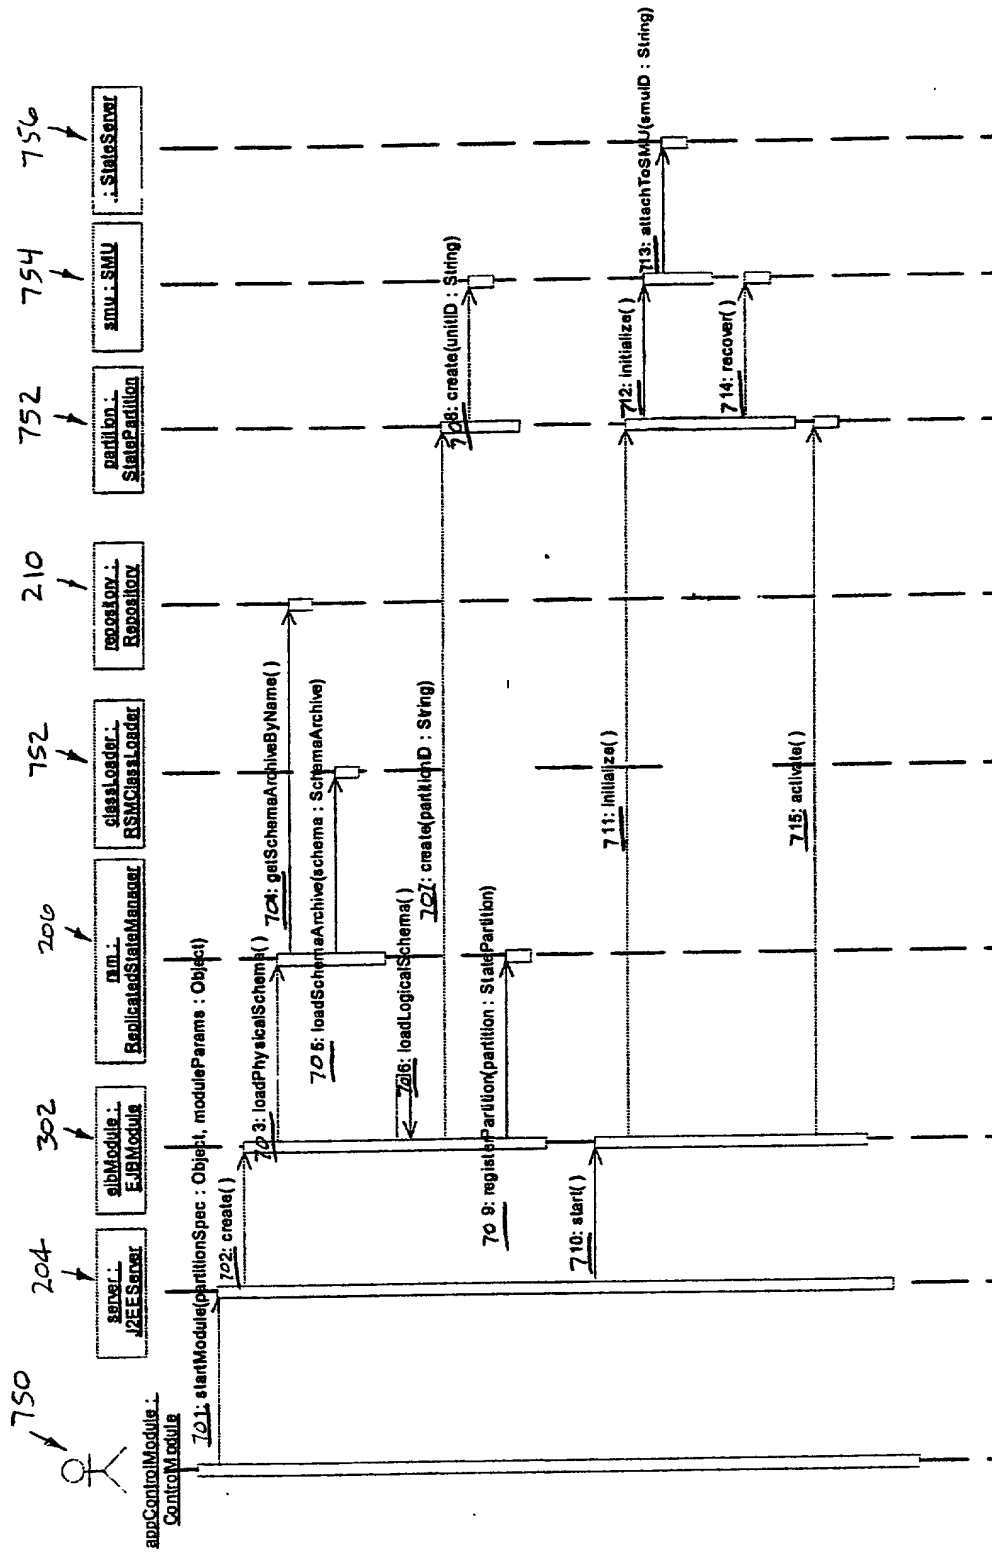 750
appControlModule :
ControlModule
204
server :
J2EEServer
302
ejbModule :
EJBModule
206
rsm :
ReplicatedStateManager
752
classLoader :
RSMClassLoader
210
repository :
Repository
752
partition :
StatePartition
754
smu : SMU
756
: StateServer
701: startModule(partitionSpec : Object, moduleParams : Object)
702: create( )
703: loadPhysicalSchema( )
704: getSchemaArchiveByName( )
705: loadSchemaArchive(schema : SchemaArchive)
706: loadLogicalSchema( )
707: create(partitionID : String)
708: create(unitID : String)
709: registerPartition(partition : StatePartition)
710: start( )
711: initialize( )
712: initialize( )
713: attachToSMU(smuID : String)
714: recover( )
715: activate( )